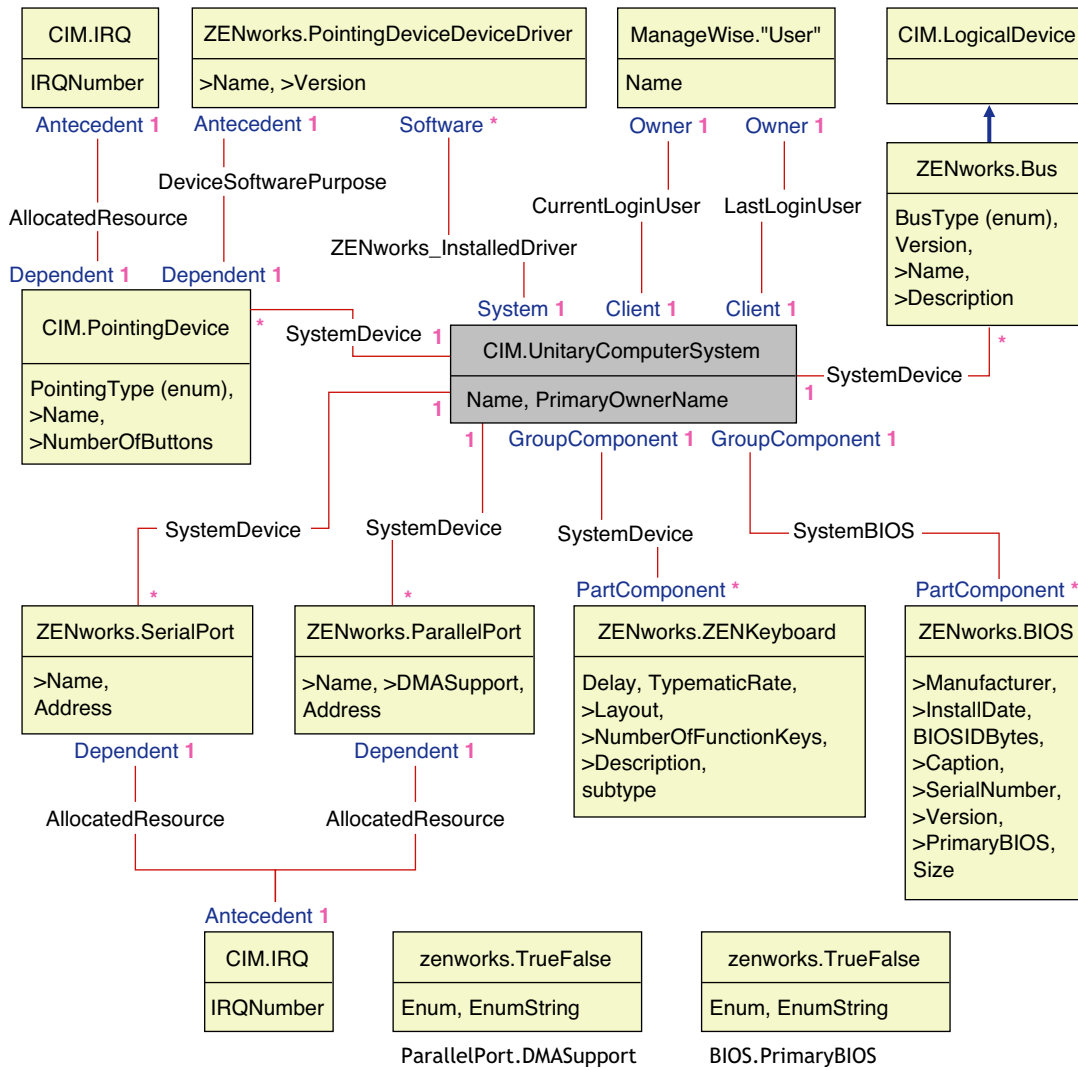 CIM.IRQ
IRQNumber
ZENworks.PointingDeviceDeviceDriver
>Name, >Version
ManageWise."User"
Name
CIM.LogicalDevice
Antecedent 1
Antecedent 1
Software *
Owner 1
Owner 1
DeviceSoftwarePurpose
AllocatedResource
CurrentLoginUser
LastLoginUser
ZENworks_InstalledDriver
ZENworks.Bus
BusType (enum),
Version,
>Name,
>Description
Dependent 1
Dependent 1
System 1
Client 1
Client 1
CIM.PointingDevice
PointingType (enum),
>Name,
>NumberOfButtons
*
SystemDevice
1
CIM.UnitaryComputerSystem
Name, PrimaryOwnerName
*
SystemDevice
1
1
1
GroupComponent 1
GroupComponent 1
SystemDevice
SystemDevice
SystemDevice
SystemBIOS
*
*
PartComponent *
PartComponent *
ZENworks.SerialPort
>Name,
Address
ZENworks.ParallelPort
>Name, >DMASupport,
Address
ZENworks.ZENKeyboard
Delay, TypematicRate,
>Layout,
>NumberOfFunctionKeys,
>Description,
subtype
ZENworks.BIOS
>Manufacturer,
>InstallDate,
BIOSIDBytes,
>Caption,
>SerialNumber,
>Version,
>PrimaryBIOS,
Size
Dependent 1
Dependent 1
AllocatedResource
AllocatedResource
Antecedent 1
CIM.IRQ
IRQNumber
zenworks.TrueFalse
Enum, EnumString
zenworks.TrueFalse
Enum, EnumString
ParallelPort.DMASupport
BIOS.PrimaryBIOS